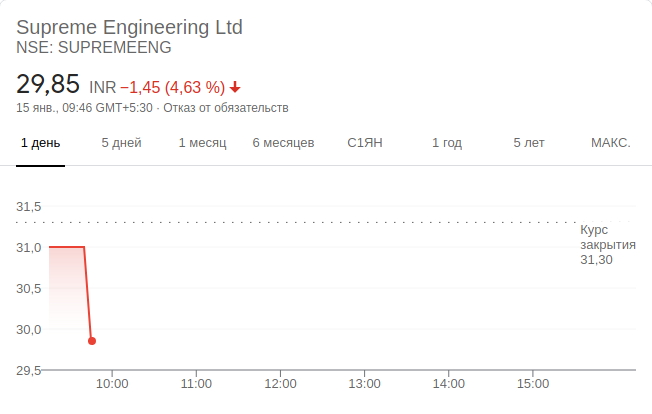 Supreme Engineering Ltd
NSE: SUPREMEENG
29,85 INR −1,45 (4,63 %)
15 янв., 09:46 GMT+5:30 · Отказ от обязательств
1 день 5 дней 1 месяц 6 месяцев С1ЯН 1 год 5 лет МАКС.
31,5
Курс
закрытия
31,30
31,0
30,5
30,0
29,5
10:00 11:00 12:00 13:00 14:00 15:00